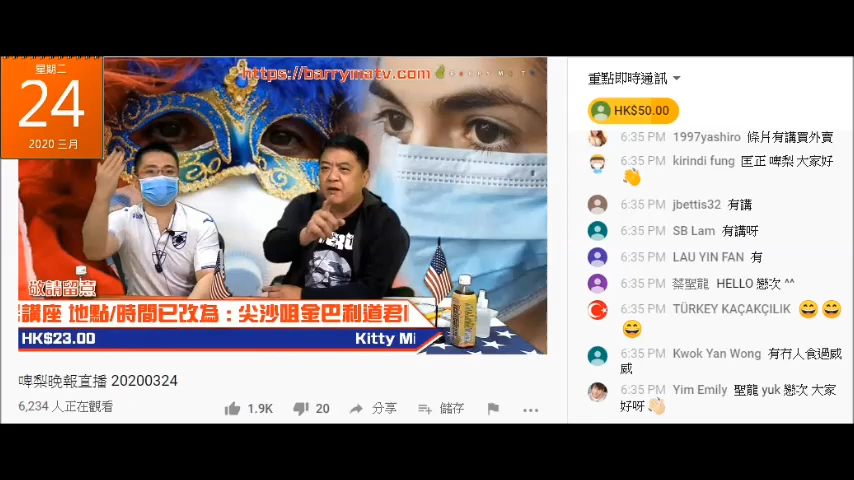 星期二
24
2020 三月
https://barrymatv.com
敬請留意
講座 地點/時間已改為：尖沙咀金巴利道君
HK$23.00
Kitty Mi
啤梨晚報直播 20200324
6,234 人正在觀看
1.9K
20
分享
儲存
重點即時通訊
HK$50.00
6:35 PM 1997yashiro 條片有講買外賣
6:35 PM kirindi fung 匡正 啤梨 大家好
👏
6:35 PM jbettis32 有講
6:35 PM SB Lam 有講呀
6:35 PM LAU YIN FAN 有
6:35 PM 蔡聖龍 HELLO 戇次 ^^
6:35 PM TÜRKEY KAÇAKÇILIK 😄 😄
😄
6:35 PM Kwok Yan Wong 有冇人食過威
威
6:35 PM Yim Emily 聖龍 yuk 戇次 大家
好呀 👏🏻